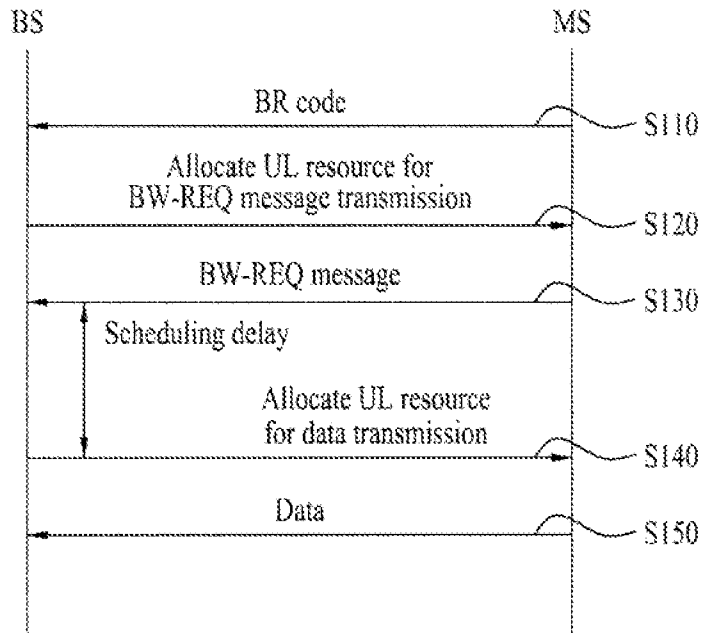 BS
MS
BR code
S110
Allocate UL resource for
BW-REQ message transmission
S120
BW-REQ message
S130
Scheduling delay
Allocate UL resource
for data transmission
S140
Data
S150